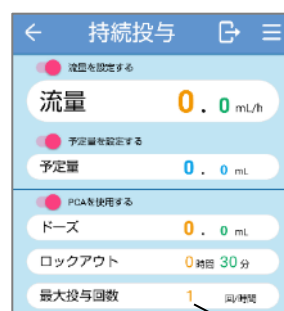 持続投与
流量を設定する
流量 0. 0 mL/h
予定量を設定する
予定量 0. 0 mL
PCAを使用する
ドーズ 0. 0 mL
ロックアウト 0時間 30分
最大投与回数 1 回/時間